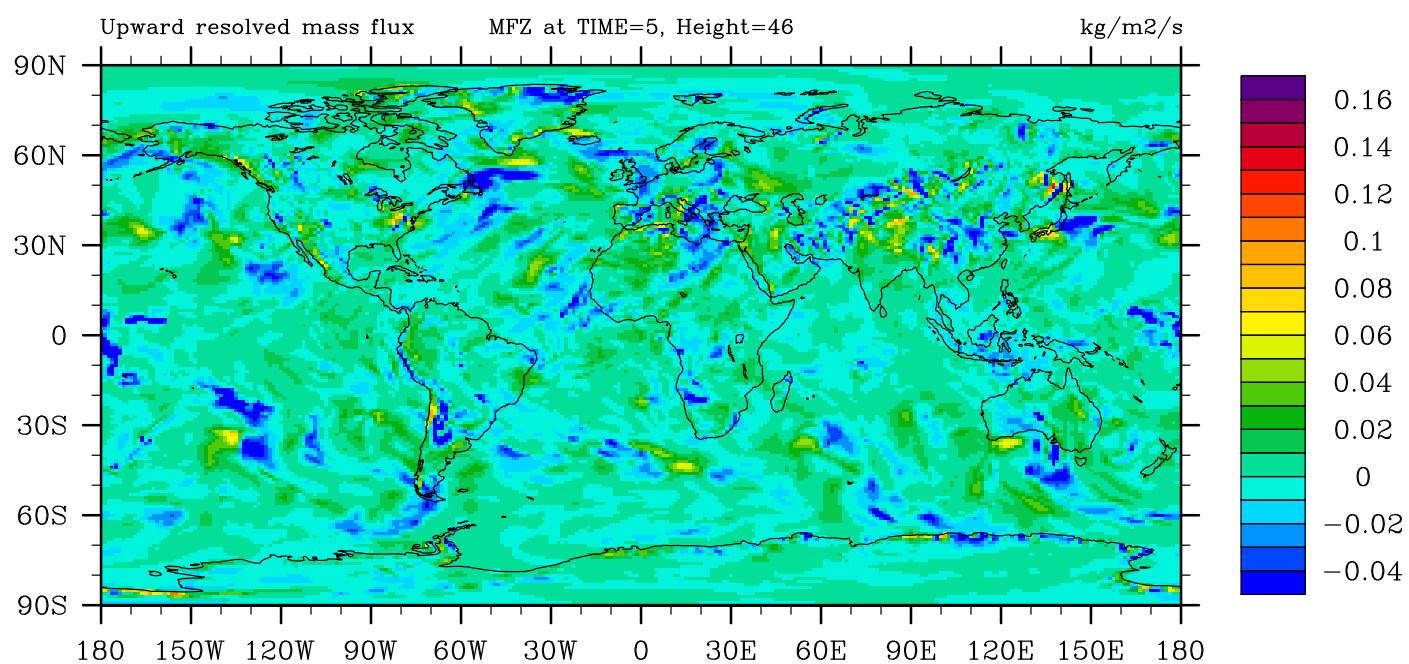 Upward resolved mass flux MFZ at TIME=5, Height=46 kg/m2/s
90N
60N
30N
0
30S
60S
90S
180 150W 120W 90W 60W 30W 0 30E 60E 90E 120E 150E 180
0.16
0.14
0.12
0.1
0.08
0.06
0.04
0.02
0
−0.02
−0.04